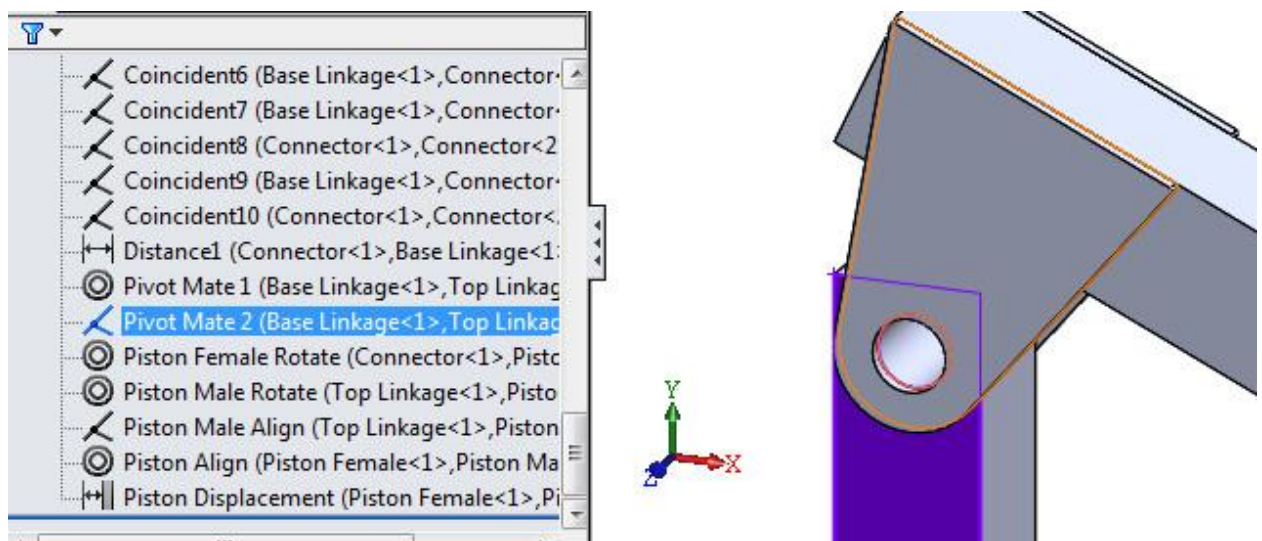 Coincident6 (Base Linkage<1>,Connector
Coincident7 (Base Linkage<1>,Connector
Coincident8 (Connector<1>,Connector<2
Coincident9 (Base Linkage<1>,Connector
Coincident10 (Connector<1>,Connector<
Distance1 (Connector<1>,Base Linkage<1
Pivot Mate 1 (Base Linkage<1>,Top Linkag
Pivot Mate 2 (Base Linkage<1>,Top Linkag
Piston Female Rotate (Connector<1>,Pisto
Piston Male Rotate (Top Linkage<1>,Pisto
Piston Male Align (Top Linkage<1>,Piston
Piston Align (Piston Female<1>,Piston Ma
Piston Displacement (Piston Female<1>,Pi
Y
X
Z